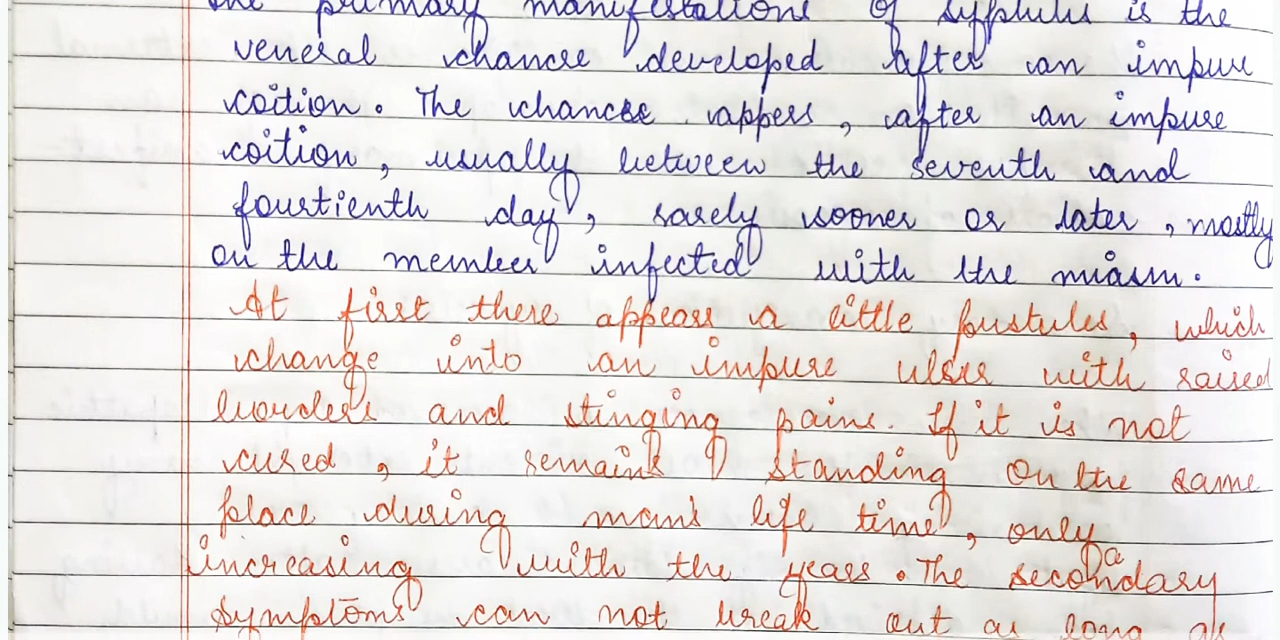 the primary manifestations of syphilis is the
veneral chancre developed after an impure
coition. The chancre appers, after an impure
coition, usually between the seventh and
fourtienth day, rarely sooner or later, mostly
on the member infected with the miasm.
At first there appears a little pustules, which
change into an impure ulcer with raised
borders and stinging pains. If it is not
cured, it remains standing on the same
place during man's life time, only
increasing with the years. The secondary
symptoms can not break out as long as